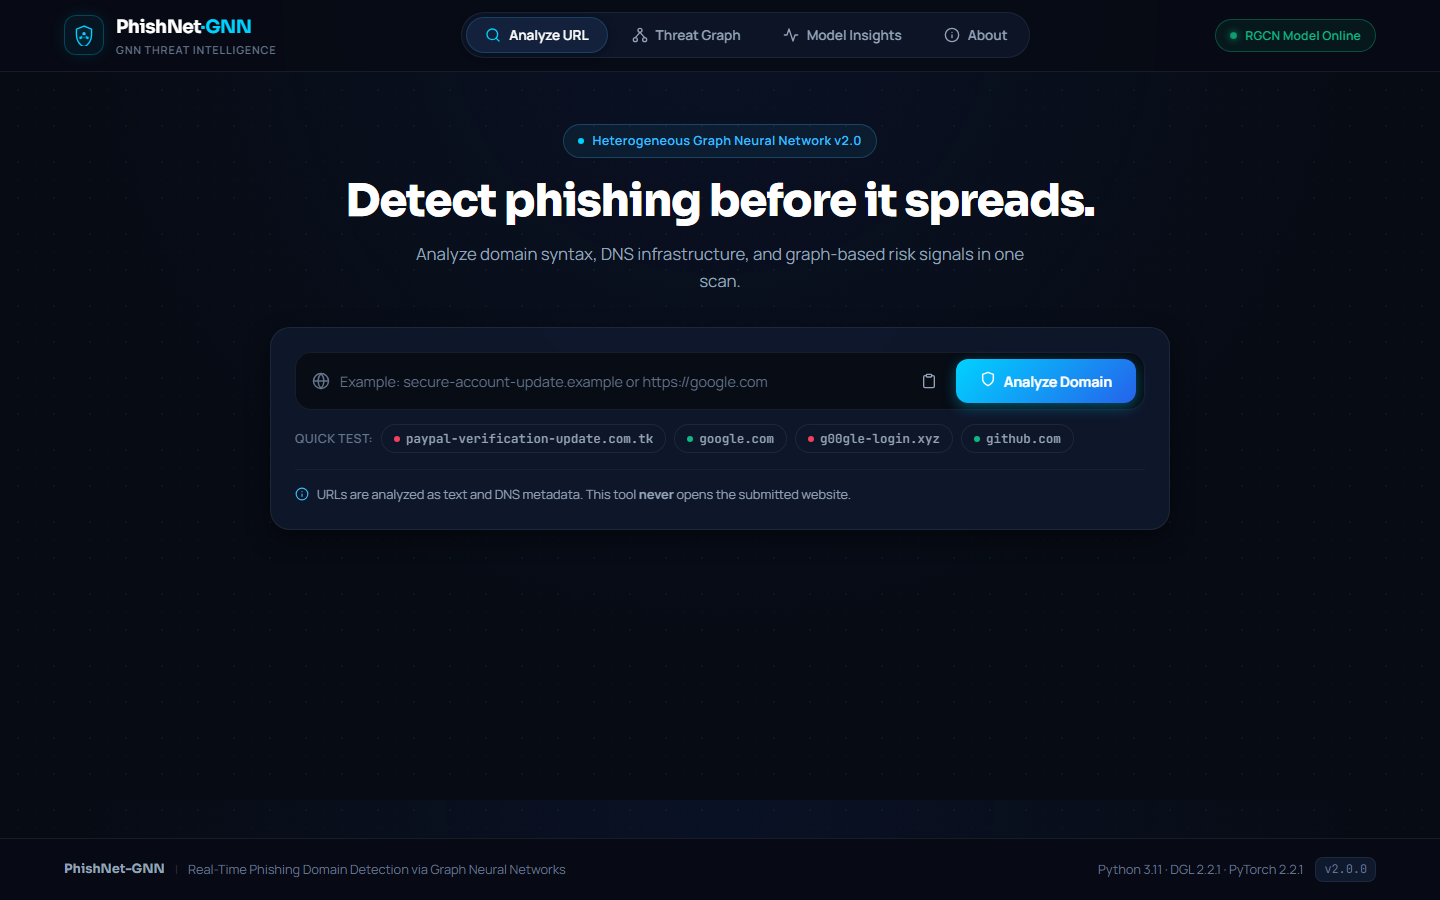 PhishNet-GNN
GNN THREAT INTELLIGENCE
Analyze URL
Threat Graph
Model Insights
About
RGCN Model Online
Heterogeneous Graph Neural Network v2.0
Detect phishing before it spreads.
Analyze domain syntax, DNS infrastructure, and graph-based risk signals in one
scan.
Example: secure-account-update.example or https://google.com
Analyze Domain
QUICK TEST:
paypal-verification-update.com.tk
google.com
g00gle-login.xyz
github.com
URLs are analyzed as text and DNS metadata. This tool never opens the submitted website.
PhishNet-GNN
Real-Time Phishing Domain Detection via Graph Neural Networks
Python 3.11 · DGL 2.2.1 · PyTorch 2.2.1
v2.0.0